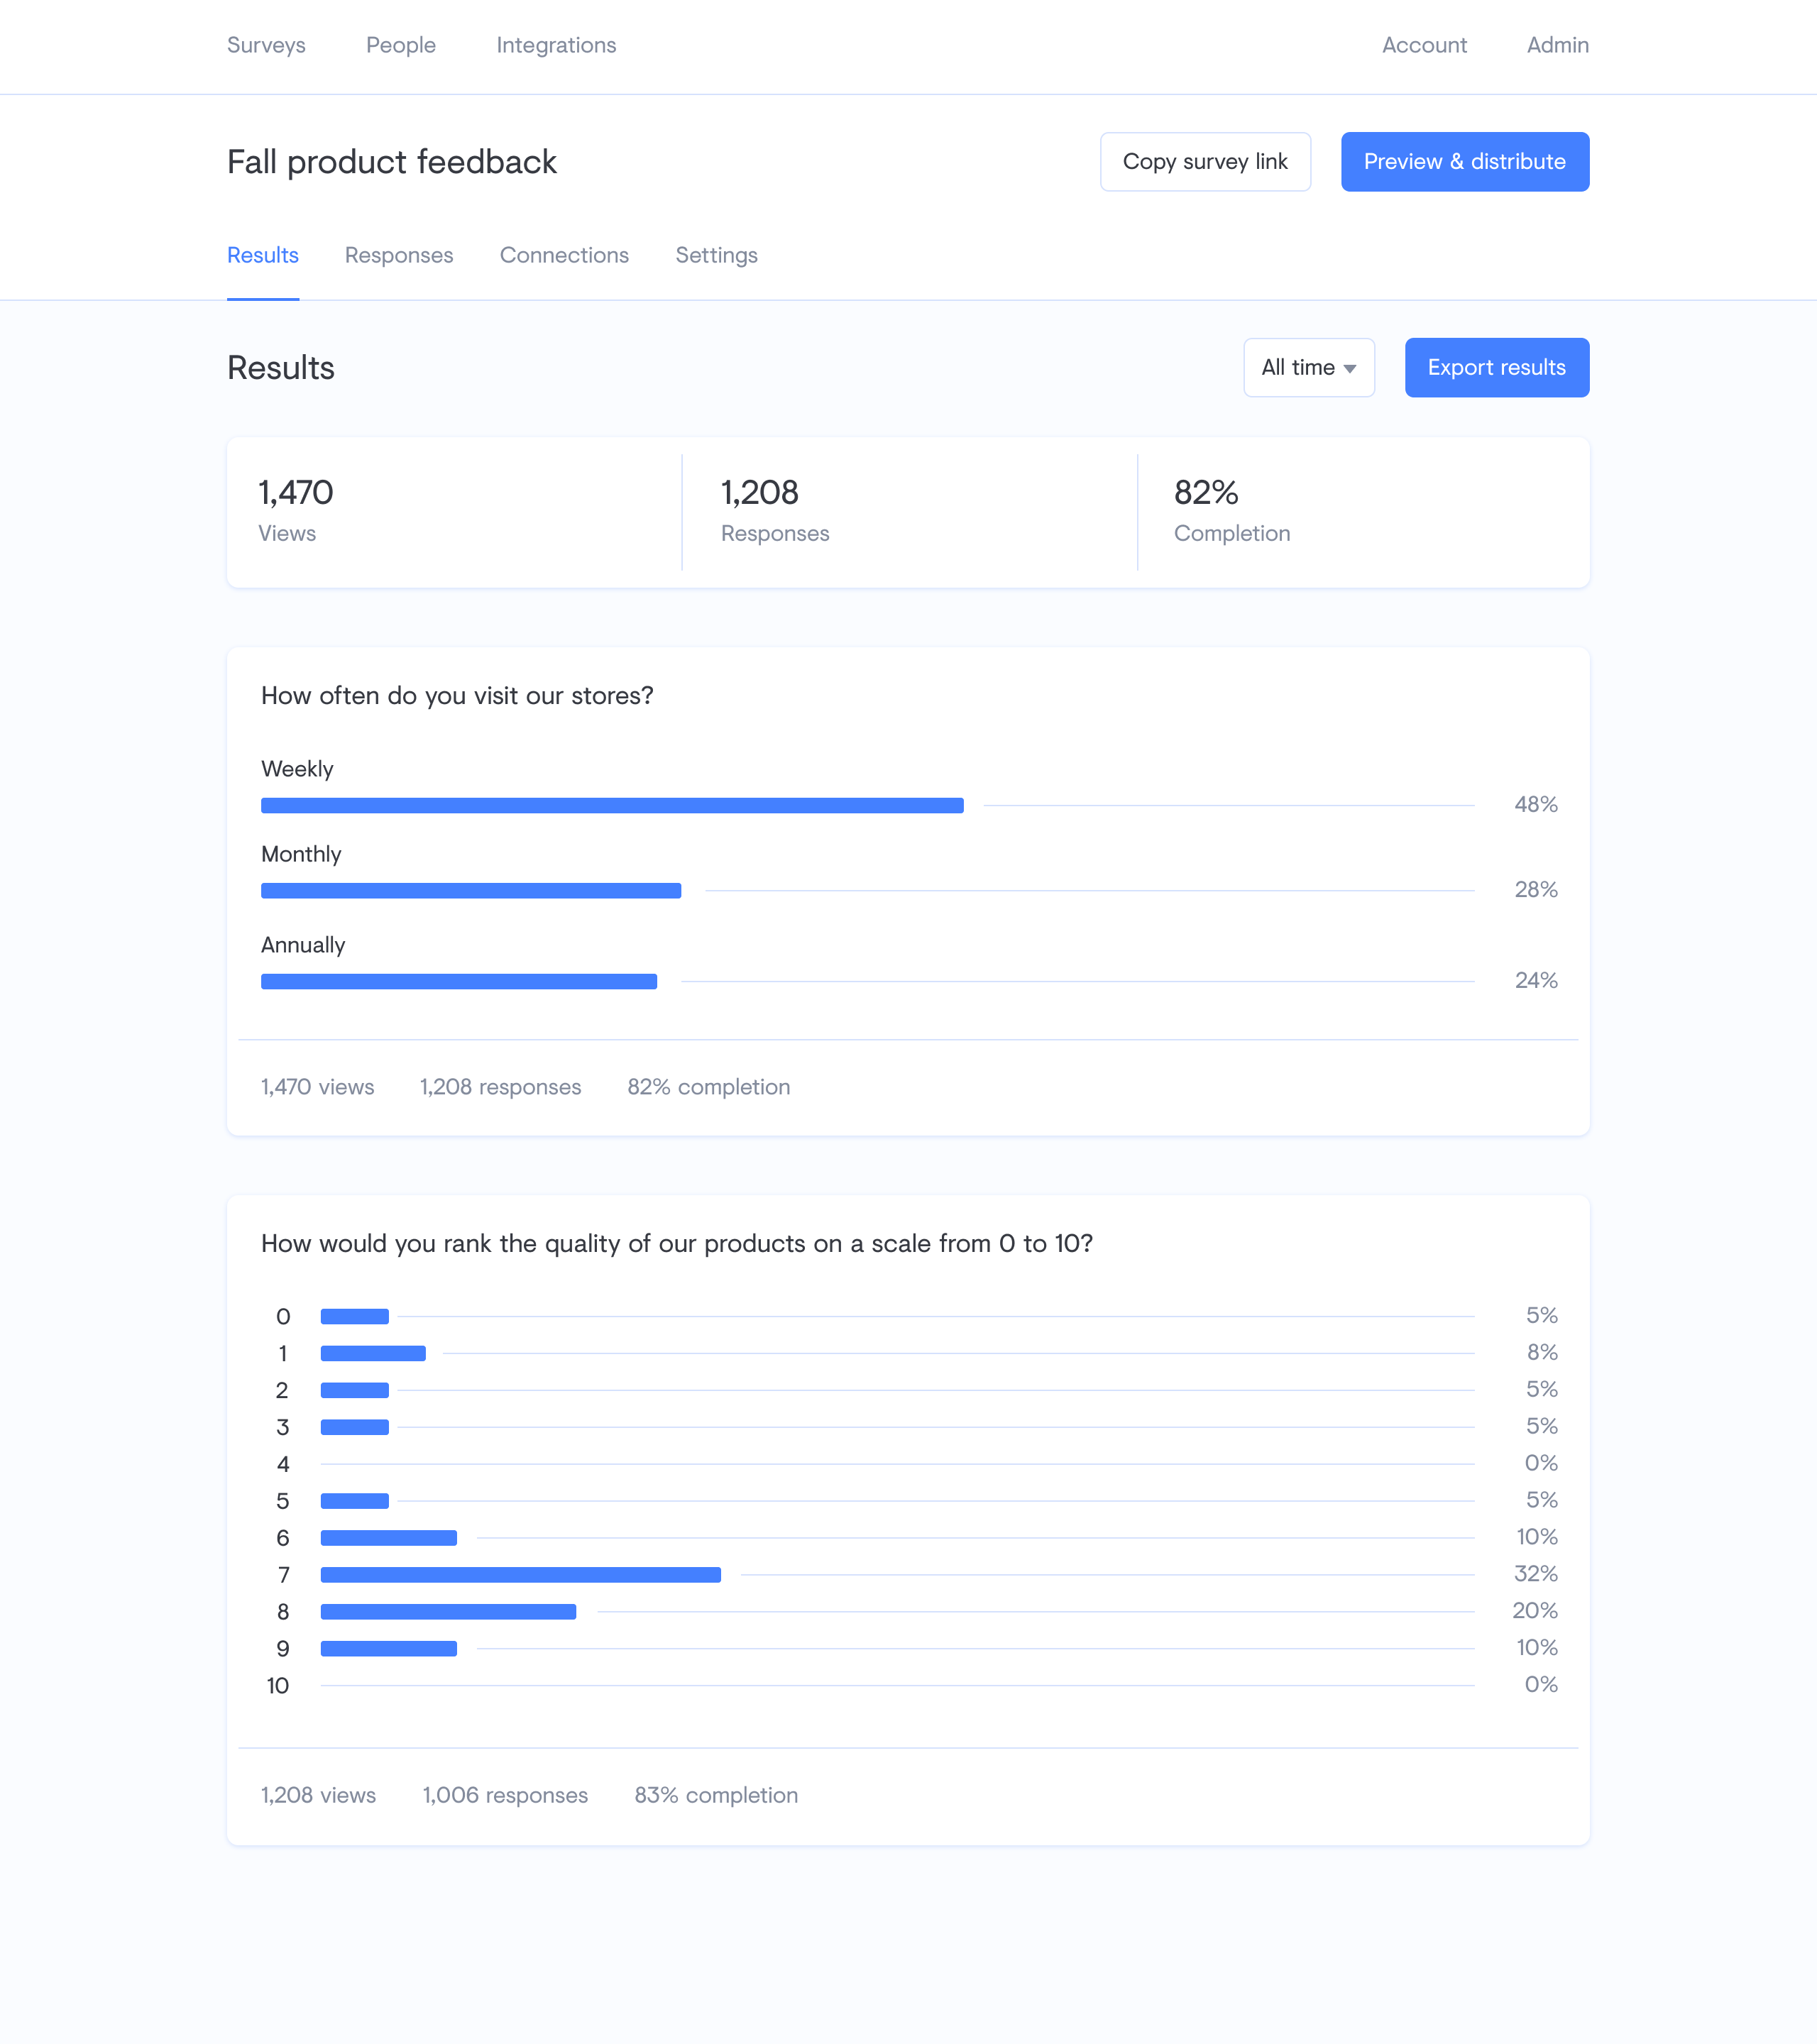 Surveys People Integrations Account Admin
Fall product feedback Copy survey link Preview & distribute
Results Responses Connections Settings
Results All time Export results
1,470 1,208 82%
Views Responses Completion
How often do you visit our stores?
Weekly
48%
Monthly
28%
Annually
24%
1,470 views 1,208 responses 82% completion
How would you rank the quality of our products on a scale from 0 to 10?
0 5%
1 8%
2 5%
3 5%
4 0%
5 5%
6 10%
7 32%
8 20%
9 10%
10 0%
1,208 views 1,006 responses 83% completion